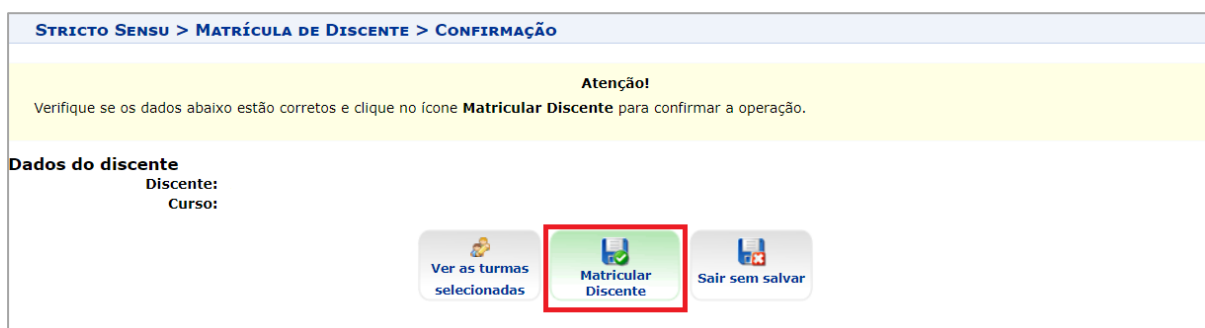 Stricto Sensu > Matrícula de Discente > Confirmação
Atenção!
Verifique se os dados abaixo estão corretos e clique no ícone Matricular Discente para confirmar a operação.
Dados do discente
Discente:
Curso:
Ver as turmas
selecionadas
Matricular
Discente
Sair sem salvar